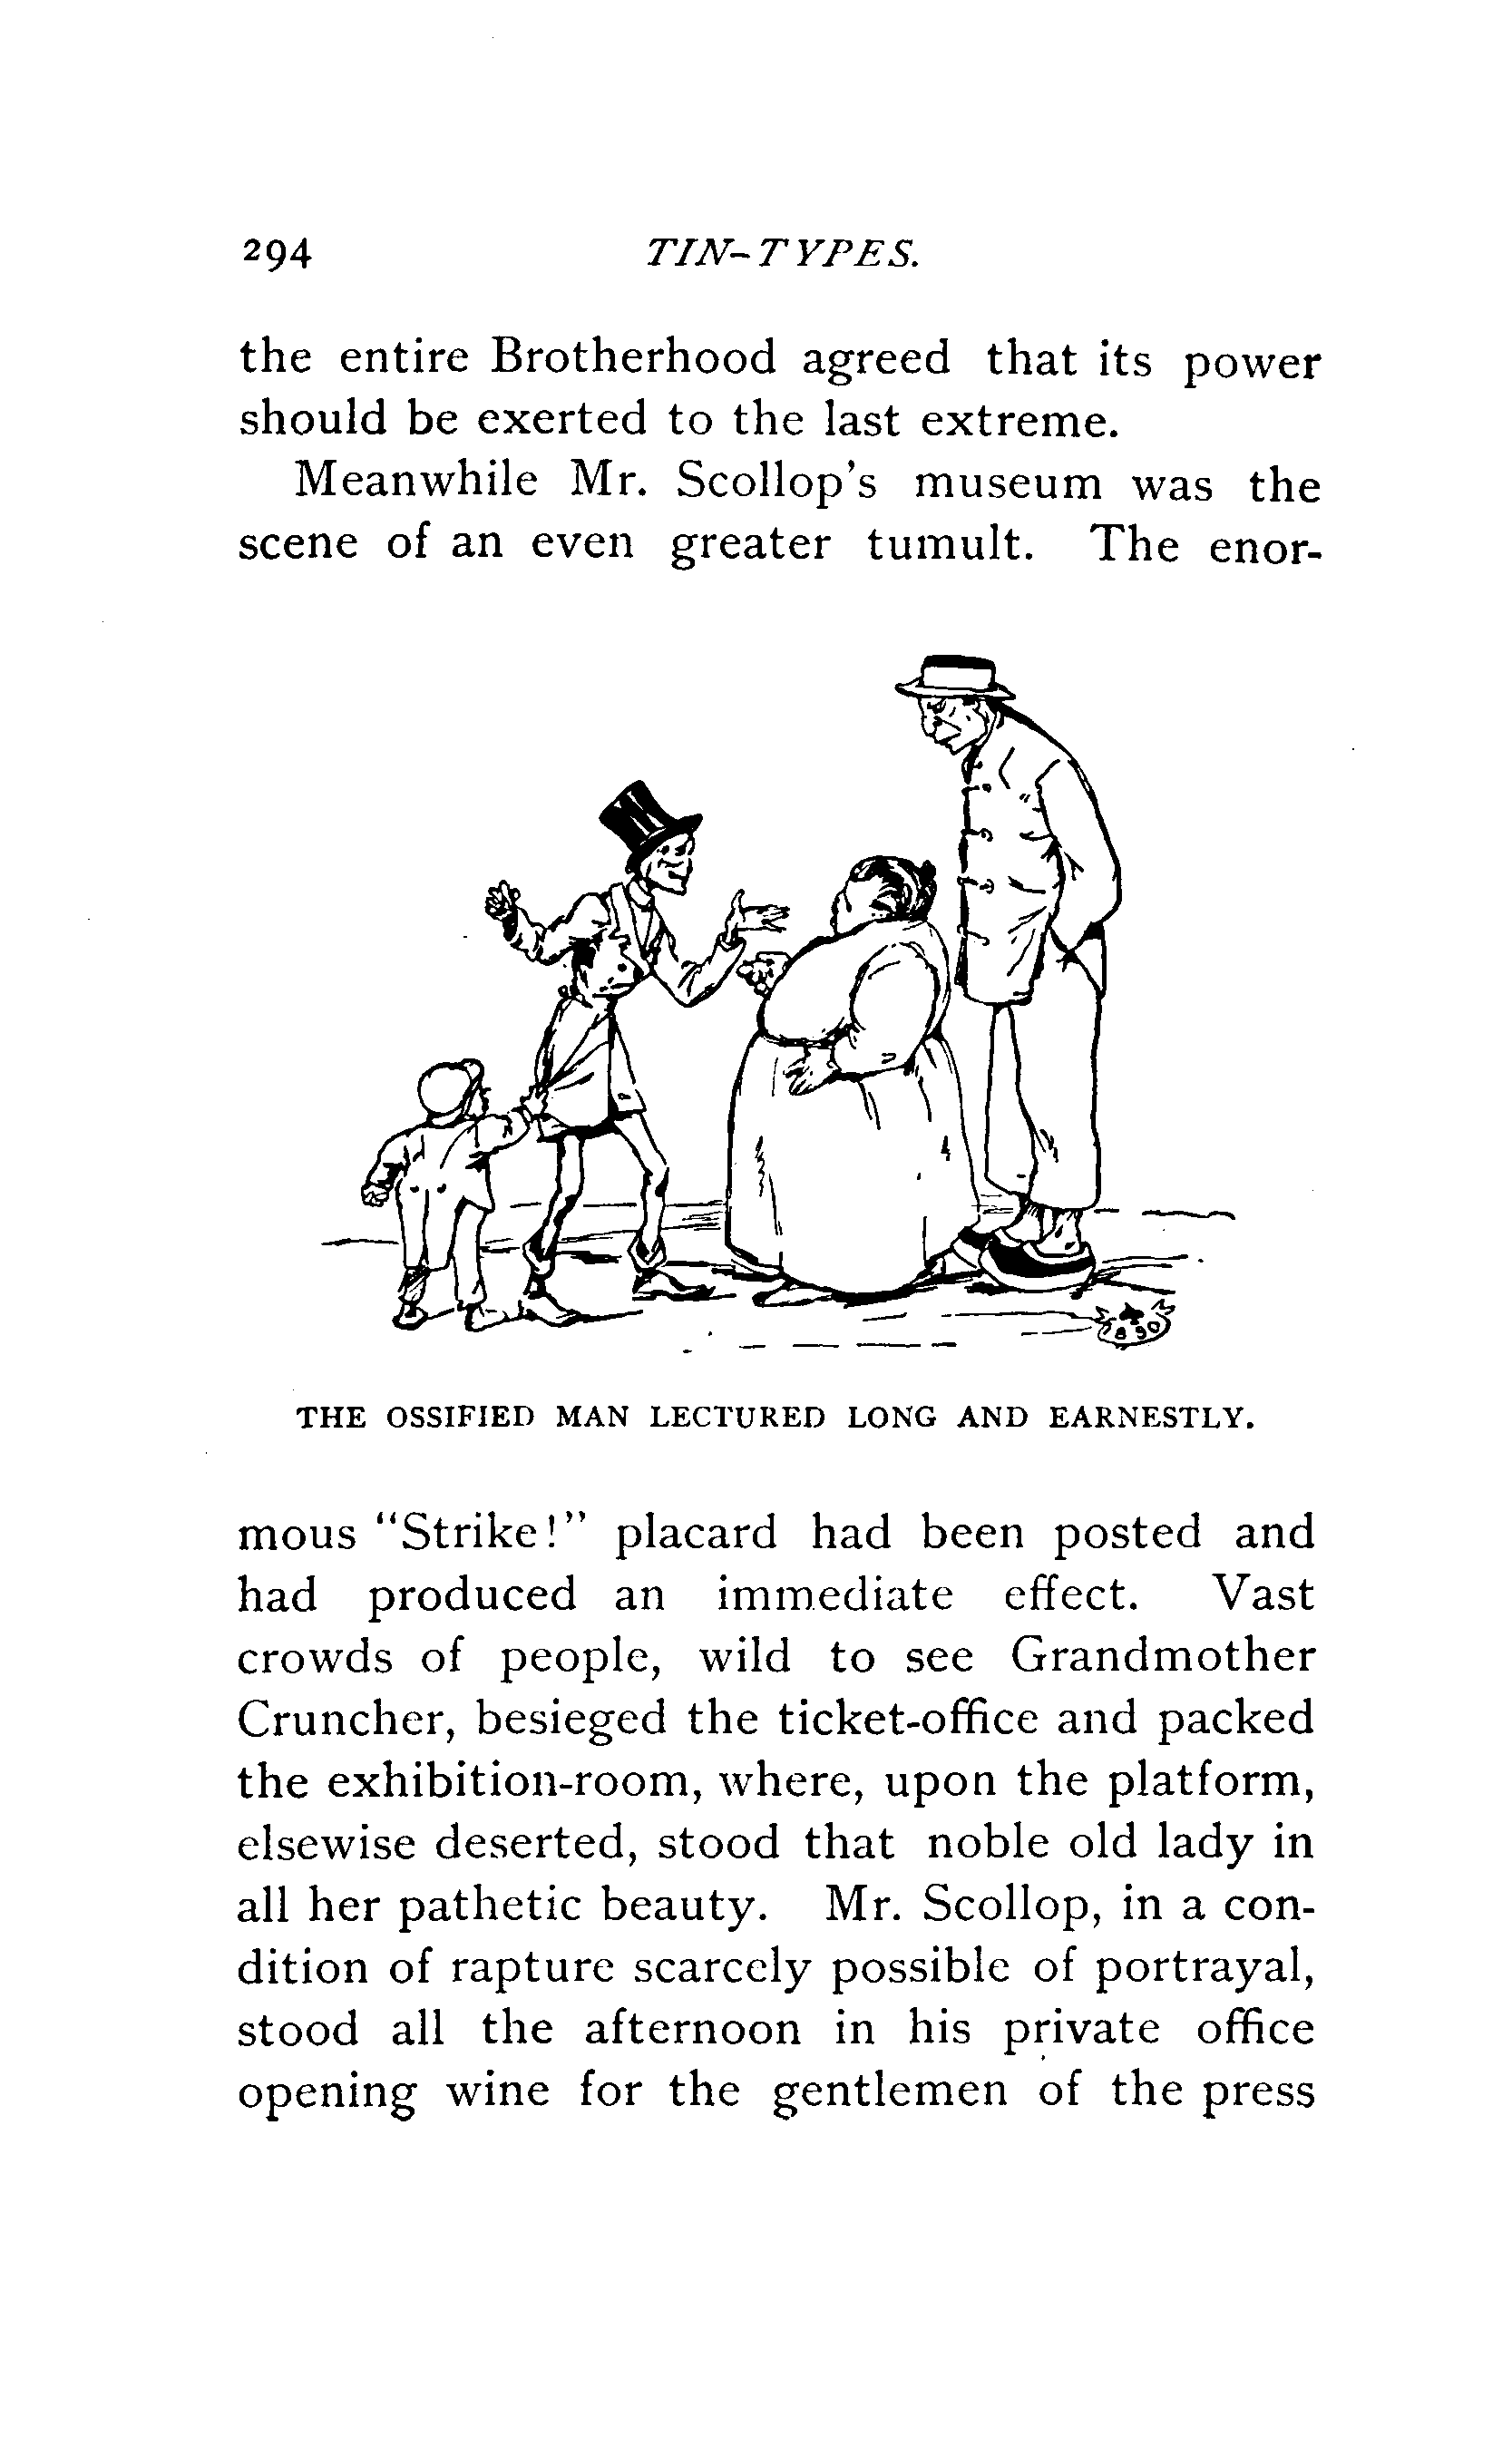 294 TIN-TYPES.
the entire Brotherhood agreed that its power
should be exerted to the last extreme.
Meanwhile Mr. Scollop's museum was the
scene of an even greater tumult. The enor-
1890
THE OSSIFIED MAN LECTURED LONG AND EARNESTLY.
mous "Strike!" placard had been posted and
had produced an immediate effect. Vast
crowds of people, wild to see Grandmother
Cruncher, besieged the ticket-office and packed
the exhibition-room, where, upon the platform,
elsewise deserted, stood that noble old lady in
all her pathetic beauty. Mr. Scollop, in a con-
dition of rapture scarcely possible of portrayal,
stood all the afternoon in his private office
opening wine for the gentlemen of the press